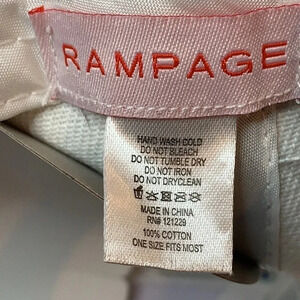 RAMPAGE
HAND WASH COLD
DO NOT BLEACH
DO NOT TUMBLE DRY
DO NOT IRON
DO NOT DRYCLEAN
MADE IN CHINA
RN# 121229
100% COTTON
ONE SIZE FITS MOST